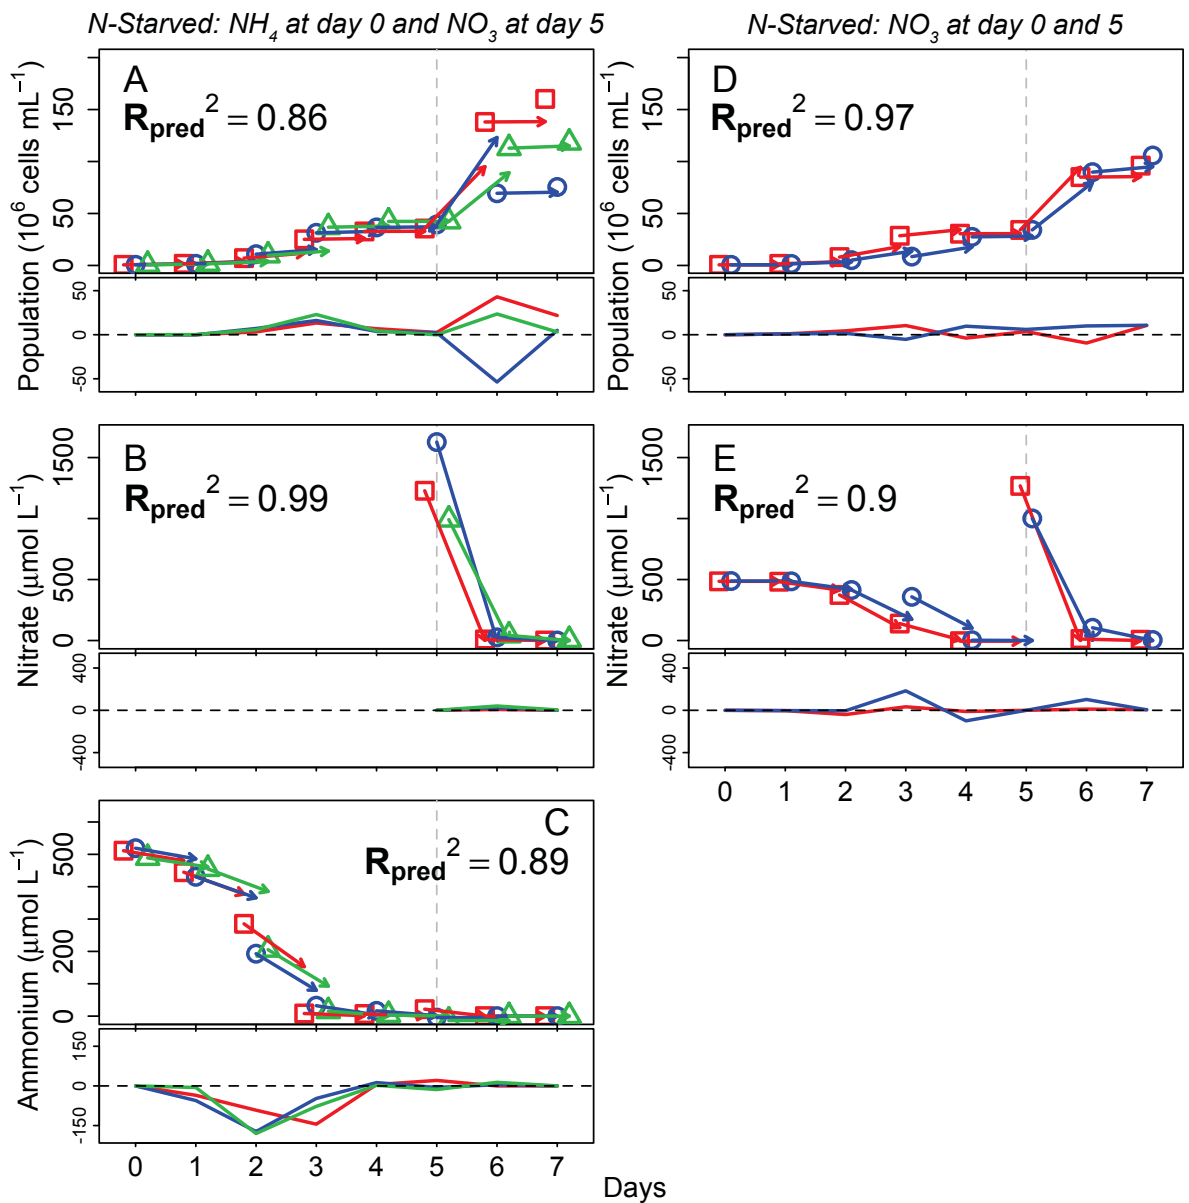 N-Starved: NH4 at day 0 and NO3 at day 5
N-Starved: NO3 at day 0 and 5
A
Rpred2 = 0.86
Population (10^6 cells mL−1)
0
50
150
Population
50
0
-50
B
Rpred2 = 0.99
Nitrate (µmol L−1)
0
500
1500
400
0
-400
C
Rpred2 = 0.89
Ammonium (µmol L−1)
0
200
500
150
0
-150
0 1 2 3 4 5 6 7
D
Rpred2 = 0.97
Population (10^6 cells mL−1)
0
50
150
50
0
-50
E
Rpred2 = 0.9
Nitrate (µmol L−1)
0
500
1500
400
0
-400
0 1 2 3 4 5 6 7
Days